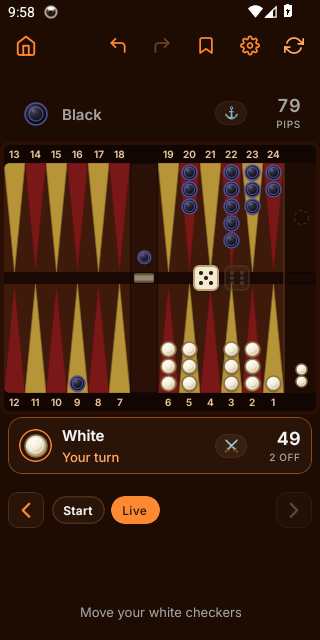 9:58
Black
79
PIPS
13 14 15 16 17 18 19 20 21 22 23 24
12 11 10 9 8 7 6 5 4 3 2 1
White
Your turn
49
2 OFF
Start
Live
Move your white checkers